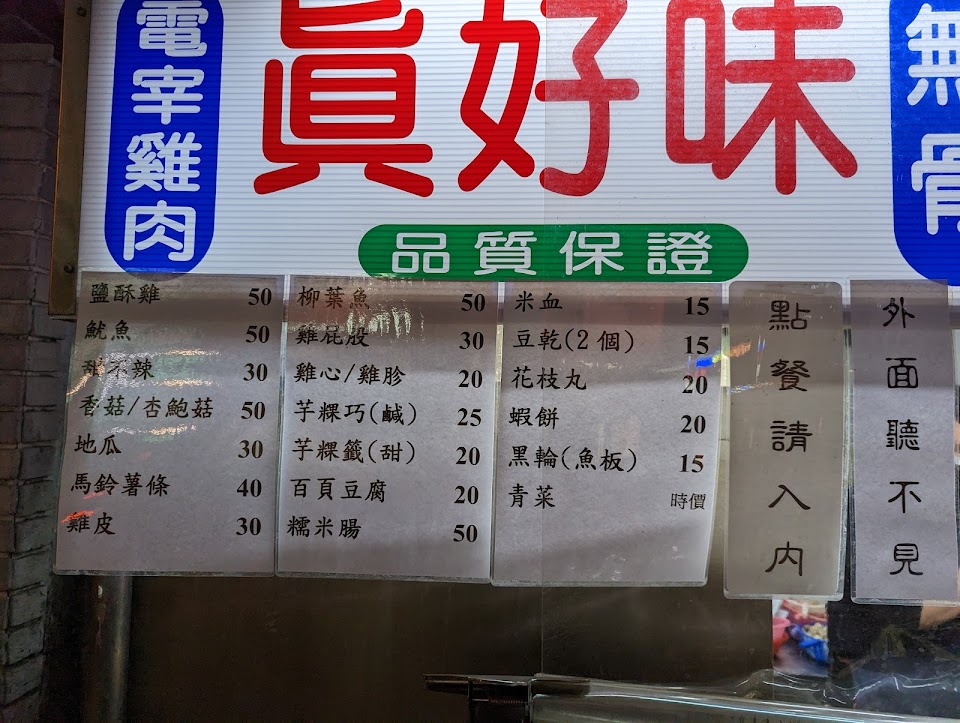 電宰雞肉
真好味
無骨
品質保證
鹽酥雞 50
魷魚 50
甜不辣 30
香菇/杏鮑菇 50
地瓜 30
馬鈴薯條 40
雞皮 30
柳葉魚 50
雞屁股 30
雞心/雞胗 20
芋粿巧(鹹) 25
芋粿籤(甜) 20
百頁豆腐 20
糯米腸 50
米血 15
豆乾(2個) 15
花枝丸 20
蝦餅 20
黑輪(魚板) 15
青菜 時價
點餐請入內
外面聽不見